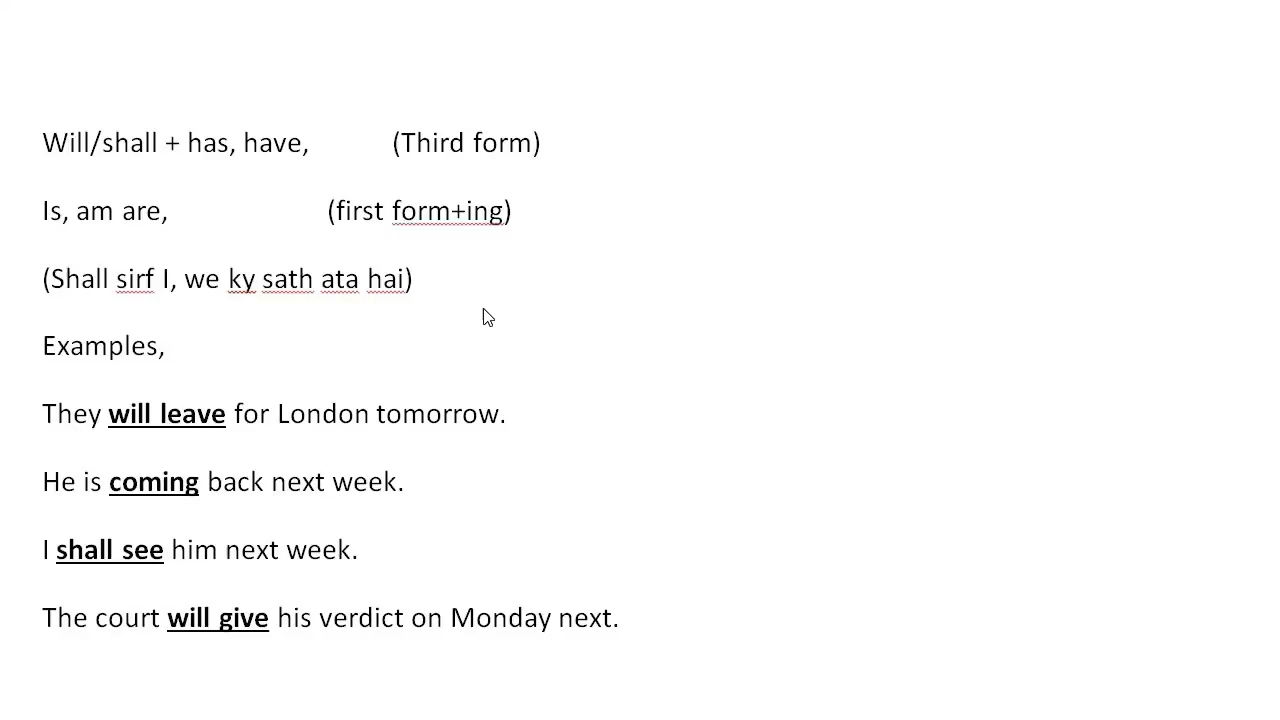 Will/shall + has, have, (Third form)
Is, am are, (first form+ing)
(Shall sirf I, we ky sath ata hai)
Examples,
They will leave for London tomorrow.
He is coming back next week.
I shall see him next week.
The court will give his verdict on Monday next.